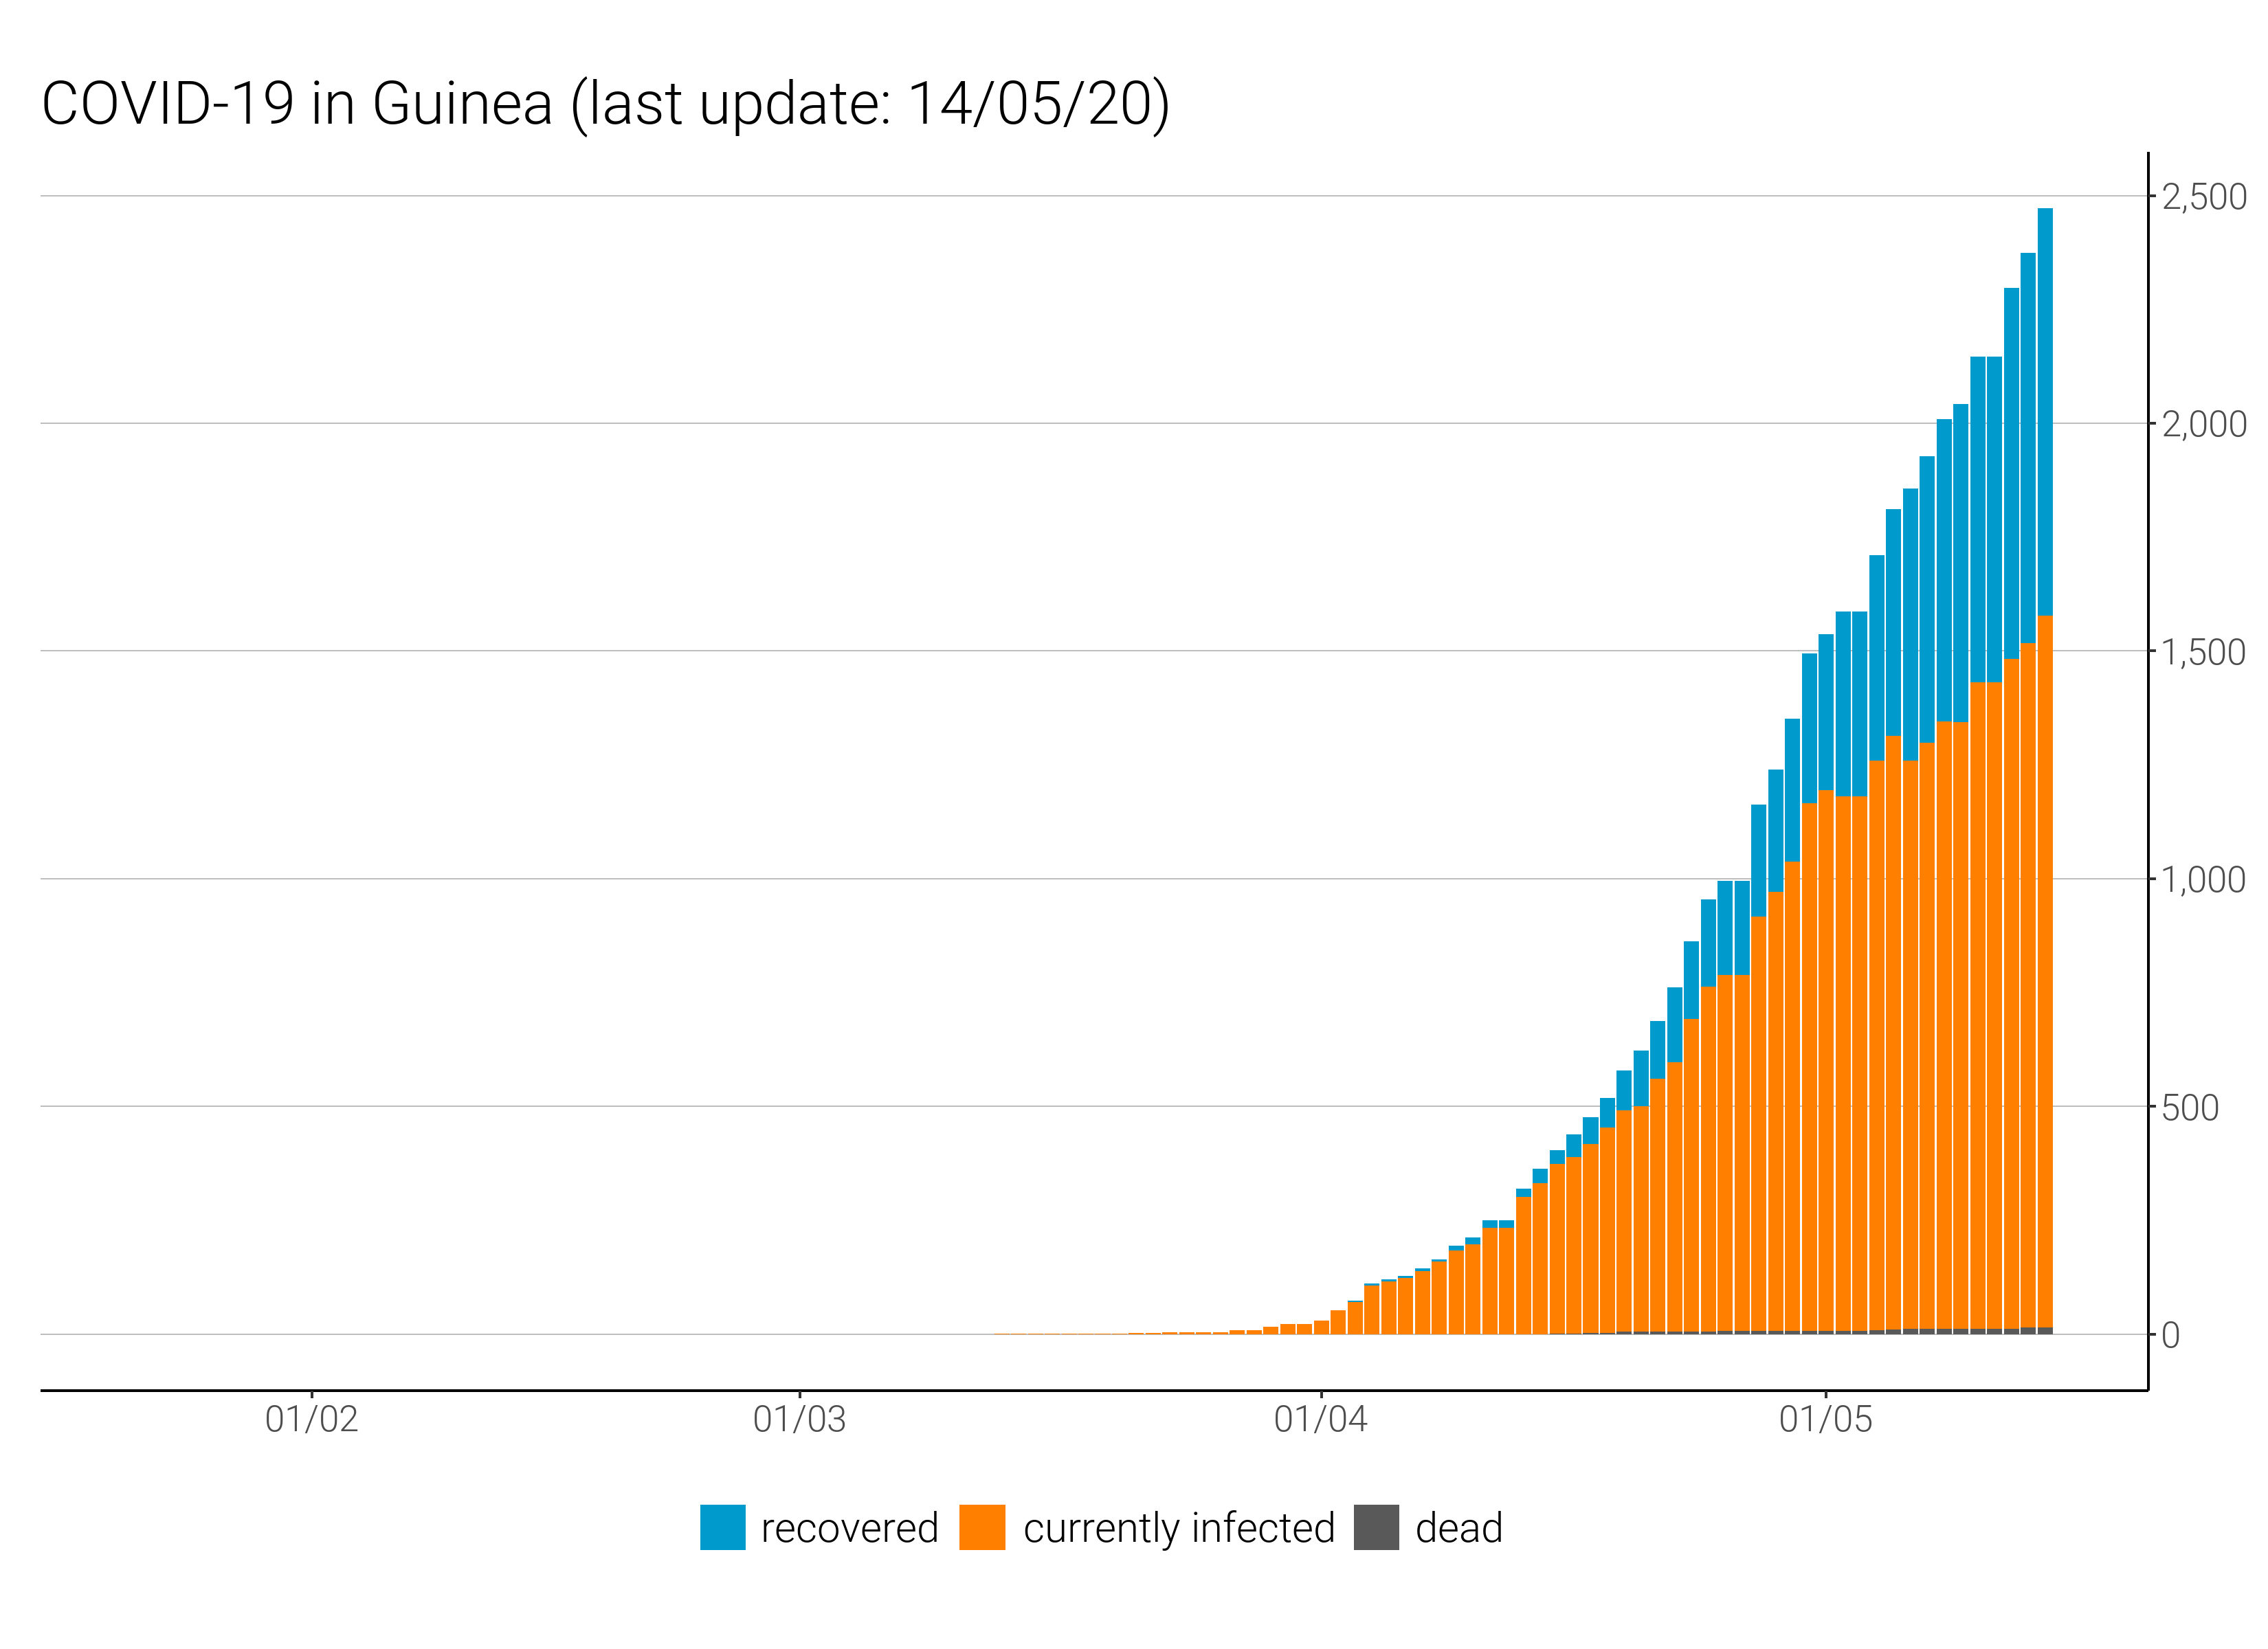 COVID-19 in Guinea (last update: 14/05/20)
2,500
2,000
1,500
1,000
500
0
01/02 01/03 01/04 01/05
recovered currently infected dead